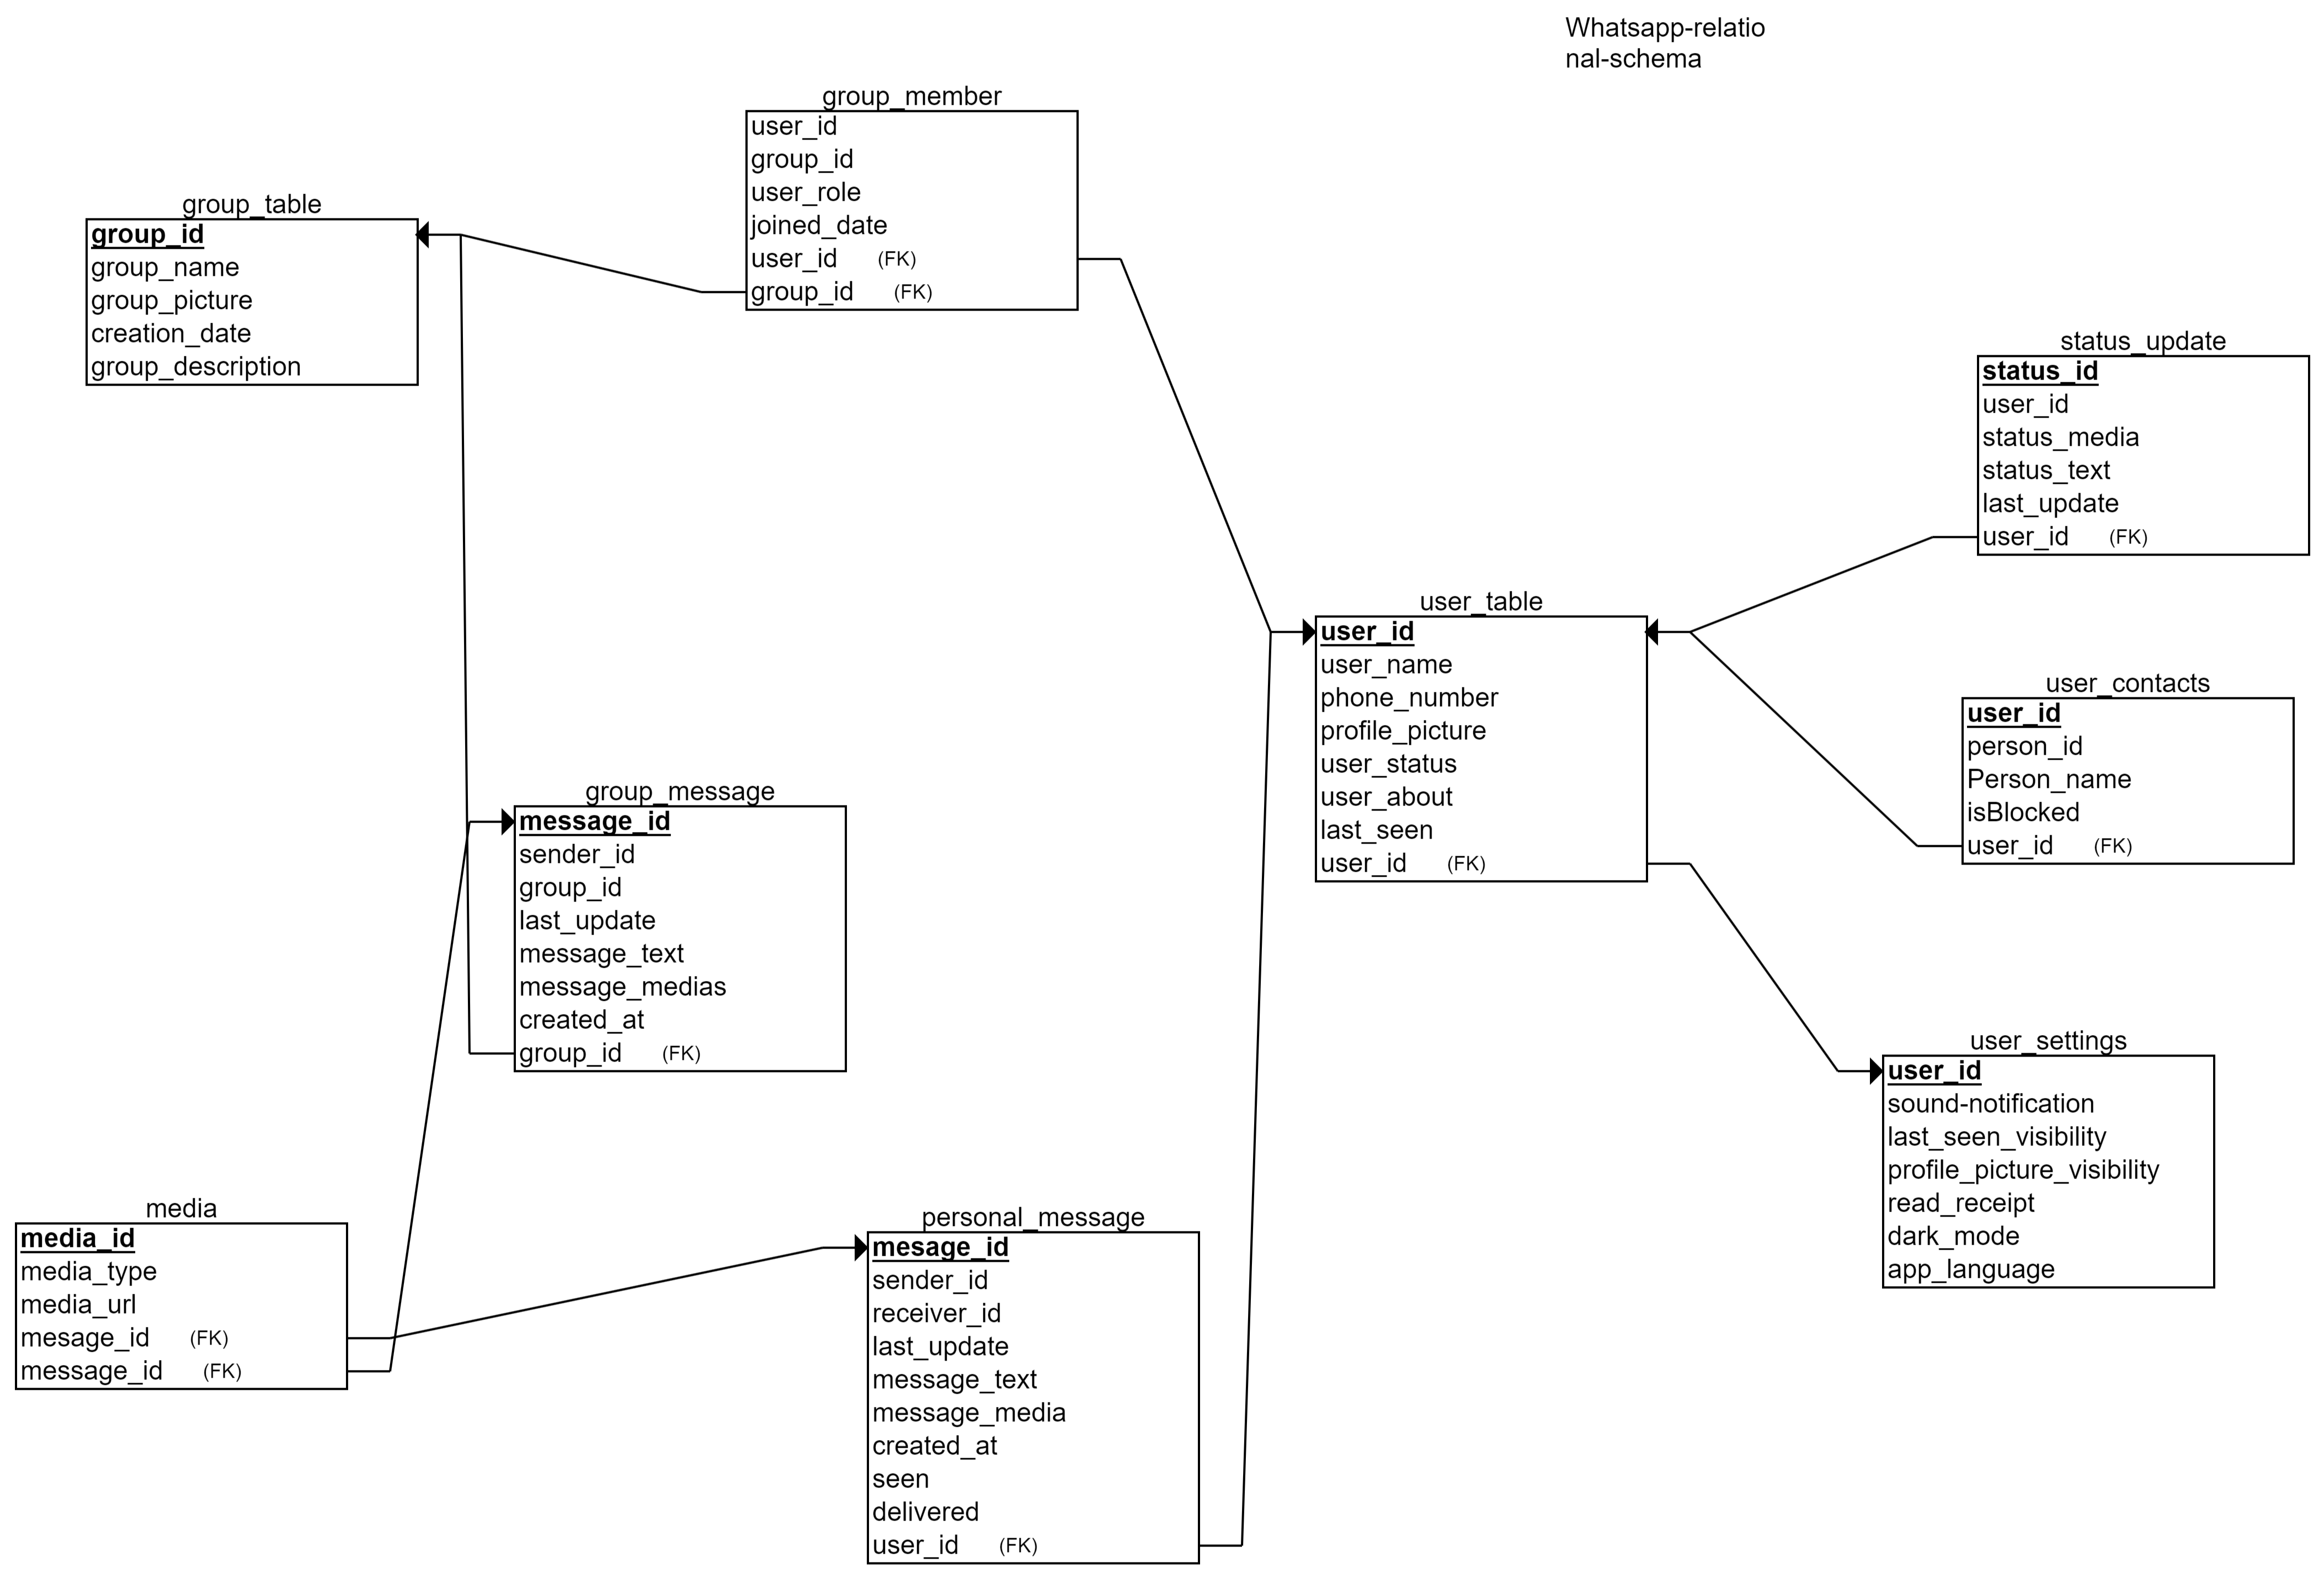 Whatsapp-relatio
nal-schema
group_member
user_id
group_id
user_role
joined_date
user_id (FK)
group_id (FK)
group_table
group_id
group_name
group_picture
creation_date
group_description
status_update
status_id
user_id
status_media
status_text
last_update
user_id (FK)
user_table
user_id
user_name
phone_number
profile_picture
user_status
user_about
last_seen
user_id (FK)
user_contacts
user_id
person_id
Person_name
isBlocked
user_id (FK)
group_message
message_id
sender_id
group_id
last_update
message_text
message_medias
created_at
group_id (FK)
user_settings
user_id
sound-notification
last_seen_visibility
profile_picture_visibility
read_receipt
dark_mode
app_language
media
media_id
media_type
media_url
mesage_id (FK)
message_id (FK)
personal_message
mesage_id
sender_id
receiver_id
last_update
message_text
message_media
created_at
seen
delivered
user_id (FK)